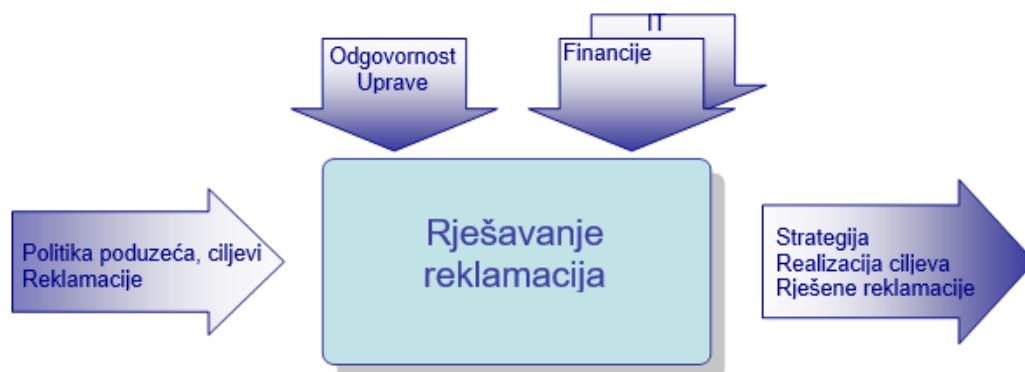 IT
Odgovornost
Uprave
Financije
Rješavanje
reklamacija
Politika poduzeća, ciljevi
Reklamacije
Strategija
Realizacija ciljeva
Rješene reklamacije